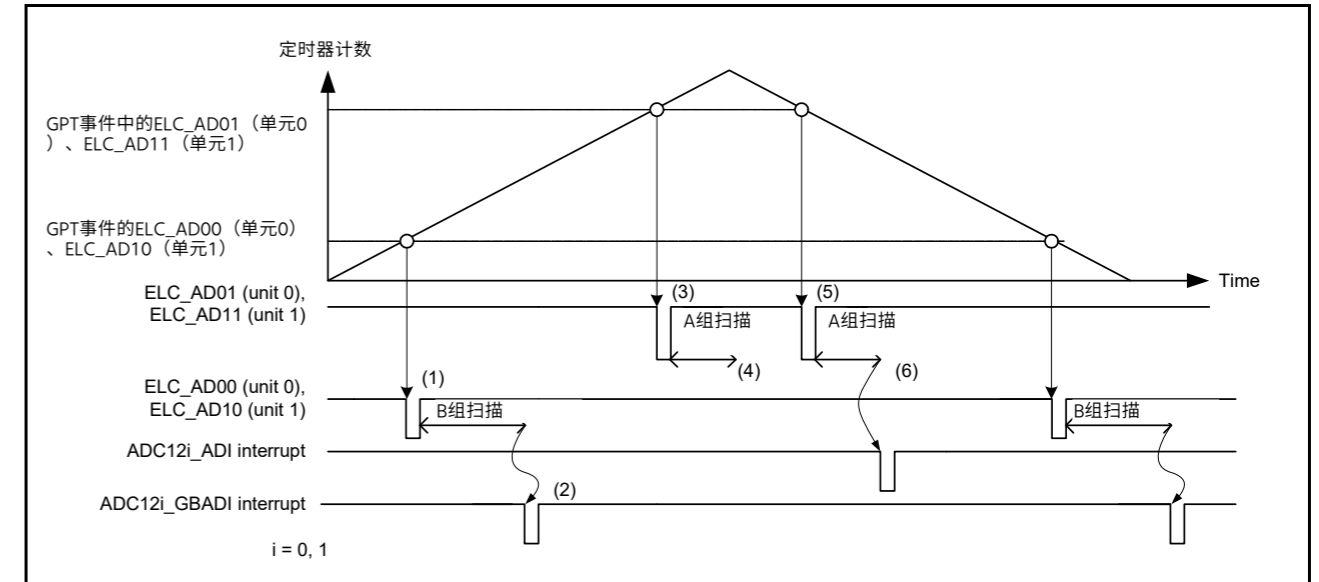 定时器计数
GPT事件中的ELC_AD01（单元0
）、ELC_AD11（单元1）
GPT事件的ELC_AD00（单元0）
、ELC_AD10（单元1）
Time
ELC_AD01 (unit 0),
ELC_AD11 (unit 1)
(3)
(5)
A组扫描
A组扫描
(4)
(6)
ELC_AD00 (unit 0),
ELC_AD10 (unit 1)
(1)
B组扫描
B组扫描
ADC12i_ADI interrupt
ADC12i_GBADI interrupt
(2)
i = 0, 1